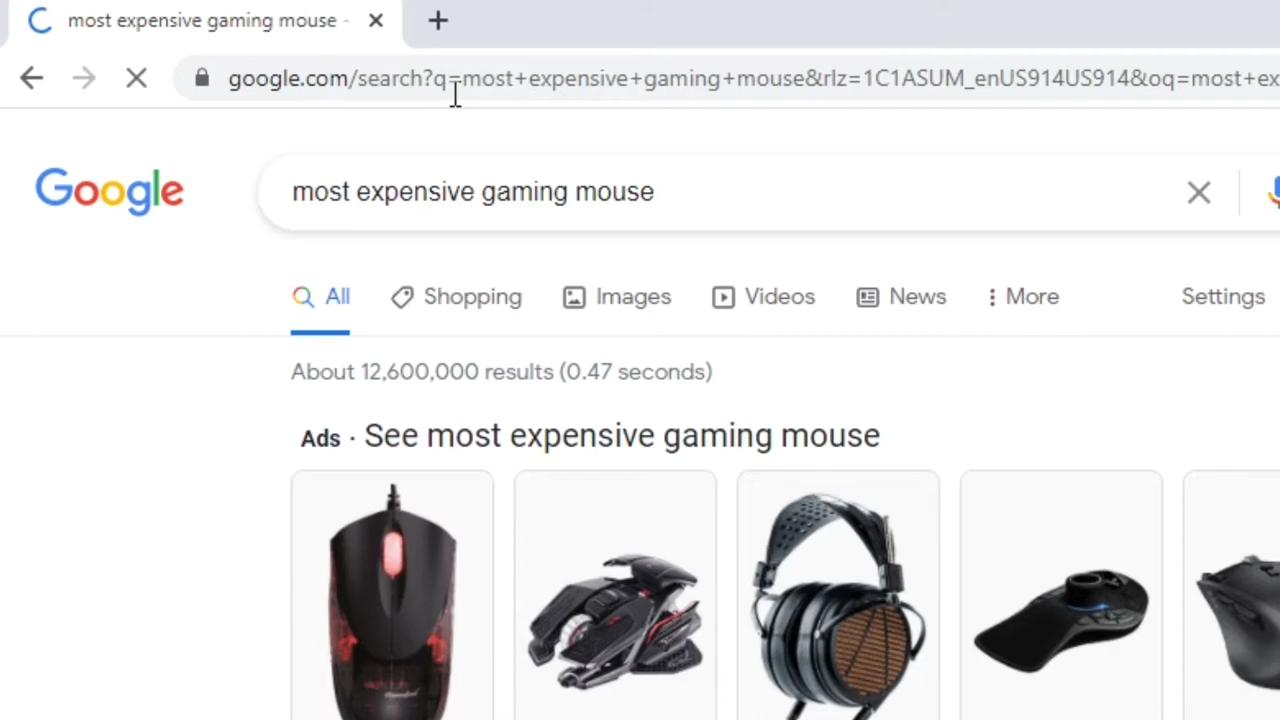 most expensive gaming mouse -
google.com/search?q=most+expensive+gaming+mouse&rlz=1C1ASUM_enUS914US914&oq=most+ex
Google
most expensive gaming mouse
All Shopping Images Videos News More Settings
About 12,600,000 results (0.47 seconds)
Ads · See most expensive gaming mouse